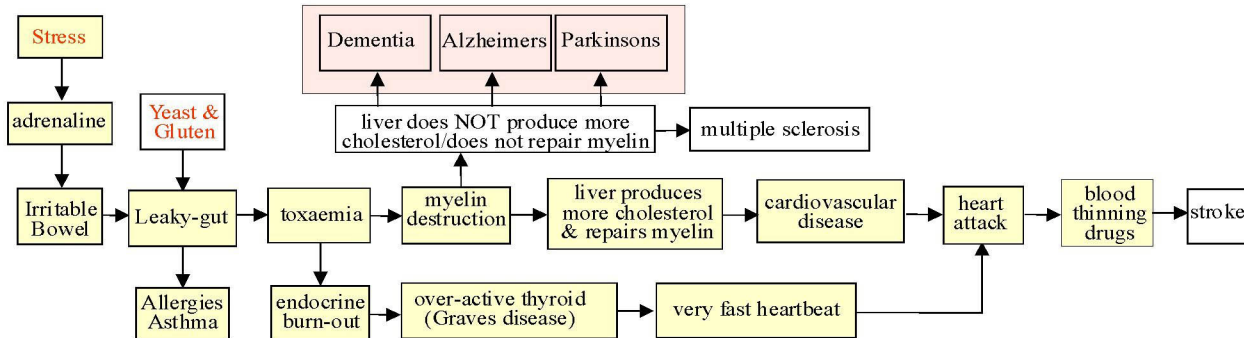 Stress
Dementia
Alzheimers
Parkinsons
adrenaline
Yeast &
Gluten
liver does NOT produce more
cholesterol/does not repair myelin
multiple sclerosis
Irritable
Bowel
Leaky-gut
toxaemia
myelin
destruction
liver produces
more cholesterol
& repairs myelin
cardiovascular
disease
heart
attack
blood
thinning
drugs
stroke
Allergies
Asthma
endocrine
burn-out
over-active thyroid
(Graves disease)
very fast heartbeat